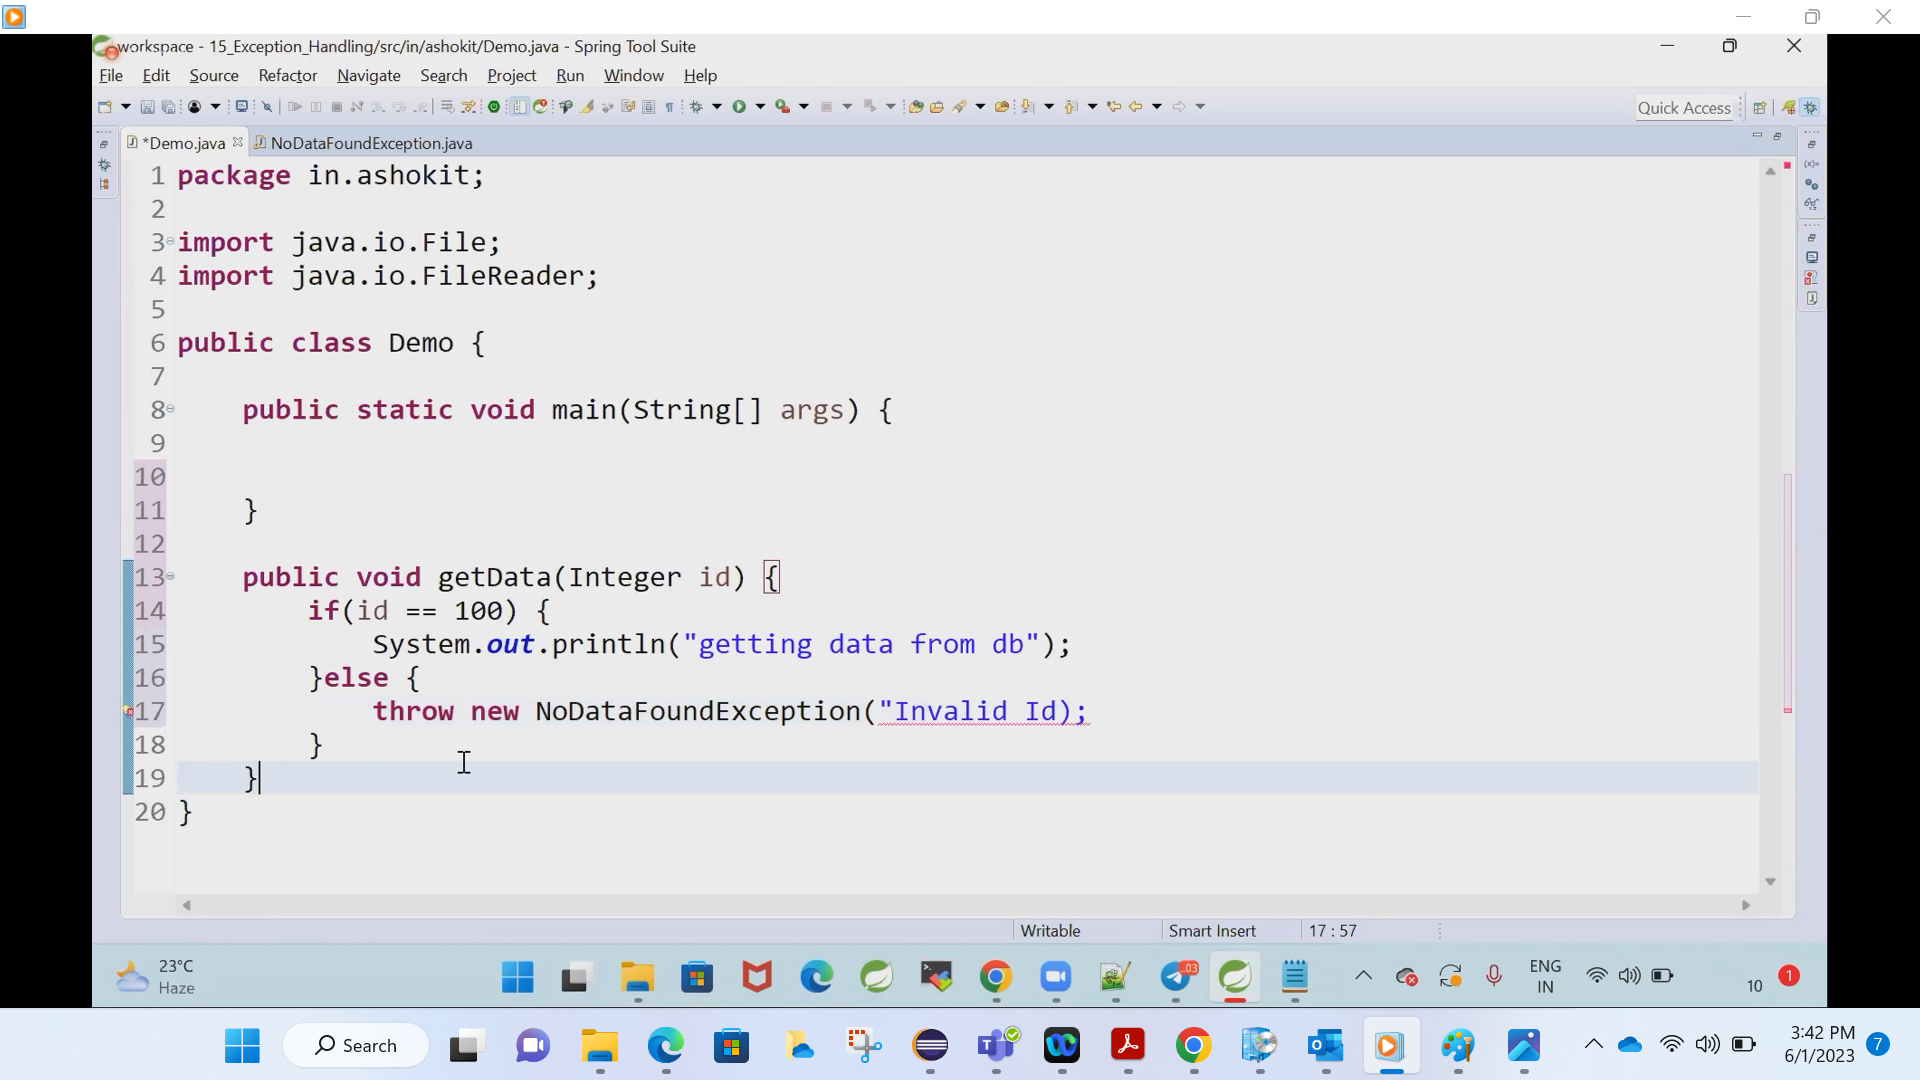 workspace - 15_Exception_Handling/src/in/ashokit/Demo.java - Spring Tool Suite
File Edit Source Refactor Navigate Search Project Run Window Help
Quick Access
*Demo.java NoDataFoundException.java
1 package in.ashokit;
2
3 import java.io.File;
4 import java.io.FileReader;
5
6 public class Demo {
7
8 public static void main(String[] args) {
9
10
11 }
12
13 public void getData(Integer id) {
14 if(id == 100) {
15 System.out.println("getting data from db");
16 }else {
17 throw new NoDataFoundException("Invalid Id);
18 }
19 }
20 }
Writable Smart Insert 17 : 57
23°C
Haze
.03
ENG
IN
10 1
Search
3:42 PM
6/1/2023
7